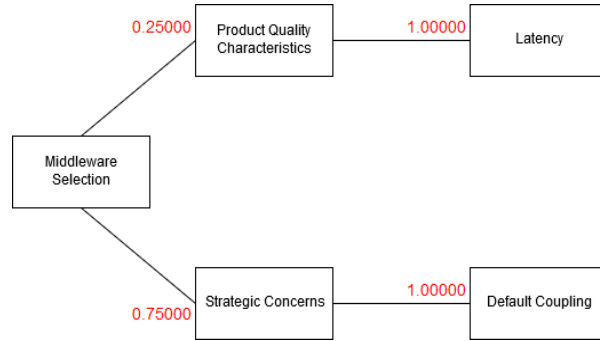 0.25000
Product Quality
Characteristics
1.00000
Latency
Middleware
Selection
0.75000
Strategic Concerns
1.00000
Default Coupling